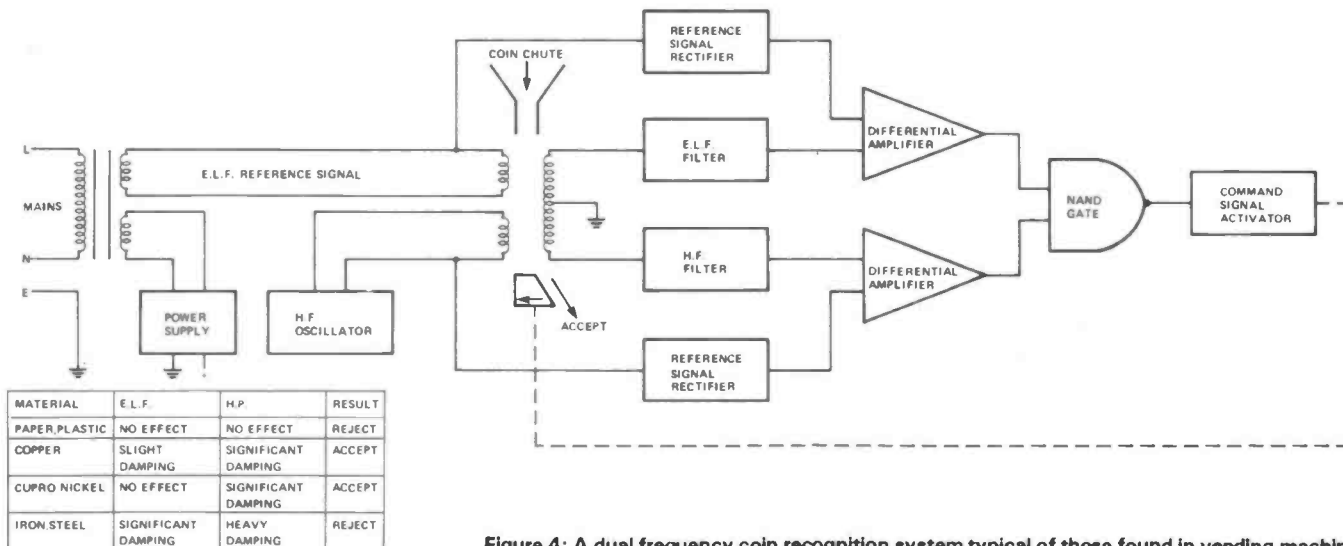 REFERENCE
SIGNAL
RECTIFIER
COIN CHUTE
E.L.F.
FILTER
DIFFERENTIAL
AMPLIFIER
L
E.L.F. REFERENCE SIGNAL
MAINS
NAND
GATE
COMMAND
SIGNAL
ACTIVATOR
N
H.F.
FILTER
DIFFERENTIAL
AMPLIFIER
E
POWER
SUPPLY
H.F
OSCILLATOR
ACCEPT
REFERENCE
SIGNAL
RECTIFIER
MATERIAL E.L.F. H.P. RESULT
PAPER,PLASTIC NO EFFECT NO EFFECT REJECT
COPPER SLIGHT SIGNIFICANT ACCEPT
DAMPING DAMPING
CUPRO NICKEL NO EFFECT SIGNIFICANT ACCEPT
DAMPING
IRON,STEEL SIGNIFICANT HEAVY REJECT
DAMPING DAMPING
Figure 4: A dual frequency coin recognition system typical of those found in vending